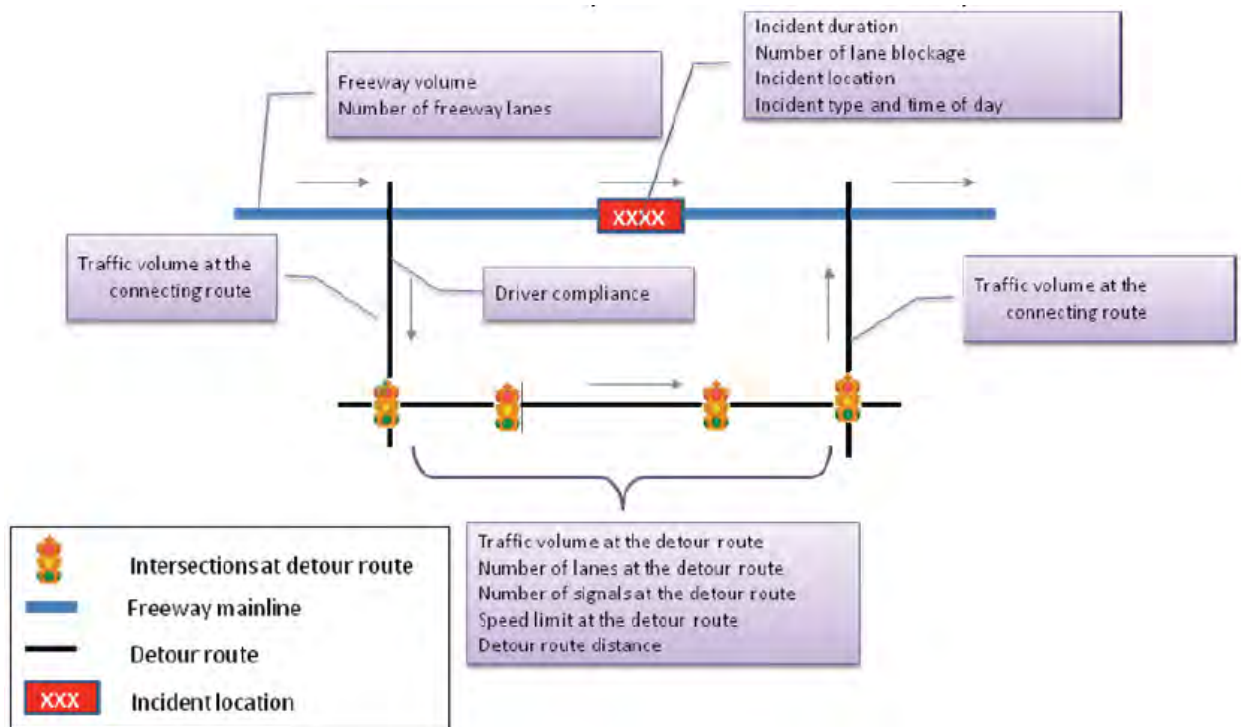 Incident duration
Number of lane blockage
Incident location
Incident type and time of day
Freeway volume
Number of freeway lanes
XXXX
Traffic volume at the
connecting route
Driver compliance
Traffic volume at the
connecting route
Traffic volume at the detour route
Number of lanes at the detour route
Number of signals at the detour route
Speed limit at the detour route
Detour route distance
Intersections at detour route
Freeway mainline
Detour route
XXX
Incident location